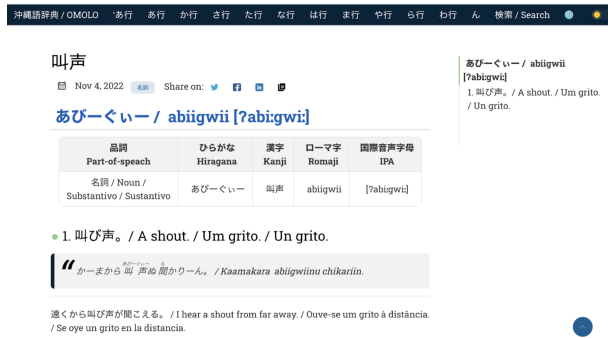 沖縄語辞典 / OMOLO 'あ行 あ行 か行 さ行 た行 な行 は行 ま行 や行 ら行 わ行 ん 検索 / Search
叫声
Nov 4, 2022 名詞 Share on:
あびーぐぃー / abiigwii [ʔabi:gwi:]
品詞 ひらがな 漢字 ローマ字 国際音声字母
Part-of-speach Hiragana Kanji Romaji IPA
名詞 / Noun / Substantivo / Sustantivo あびーぐぃー 叫声 abiigwii [ʔabi:gwi:]
1. 叫び声。/ A shout. / Um grito. / Un grito.
かーまから 叫声ぬ 聞かりーん。 / Kaamakara abiigwiinu chikariin.
遠くから叫び声が聞こえる。 / I hear a shout from far away. / Ouve-se um grito à distância.
/ Se oye un grito en la distancia.
あびーぐぃー / abiigwii
[ʔabi:gwi:]
1. 叫び声。/ A shout. / Um grito.
/ Un grito.